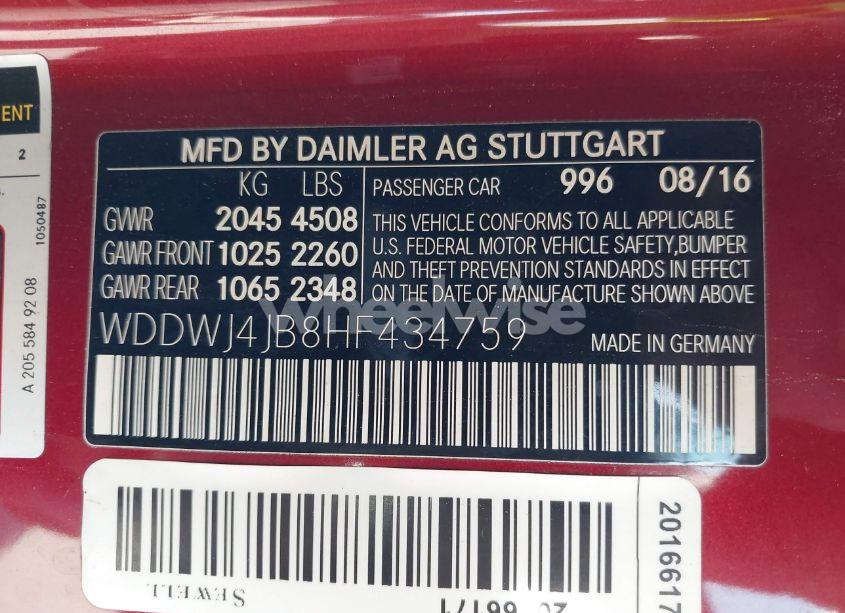 MFD BY DAIMLER AG STUTTGART
KG LBS
GVWR 2045 4508
GAWR FRONT 1025 2260
GAWR REAR 1065 2348
PASSENGER CAR 996 08/16
THIS VEHICLE CONFORMS TO ALL APPLICABLE
U.S. FEDERAL MOTOR VEHICLE SAFETY,BUMPER
AND THEFT PREVENTION STANDARDS IN EFFECT
ON THE DATE OF MANUFACTURE SHOWN ABOVE
WDDWJ4JB8HF434759
MADE IN GERMANY
wheelwise
2
1050487
A 205 584 92 08
SEWELL
2016617